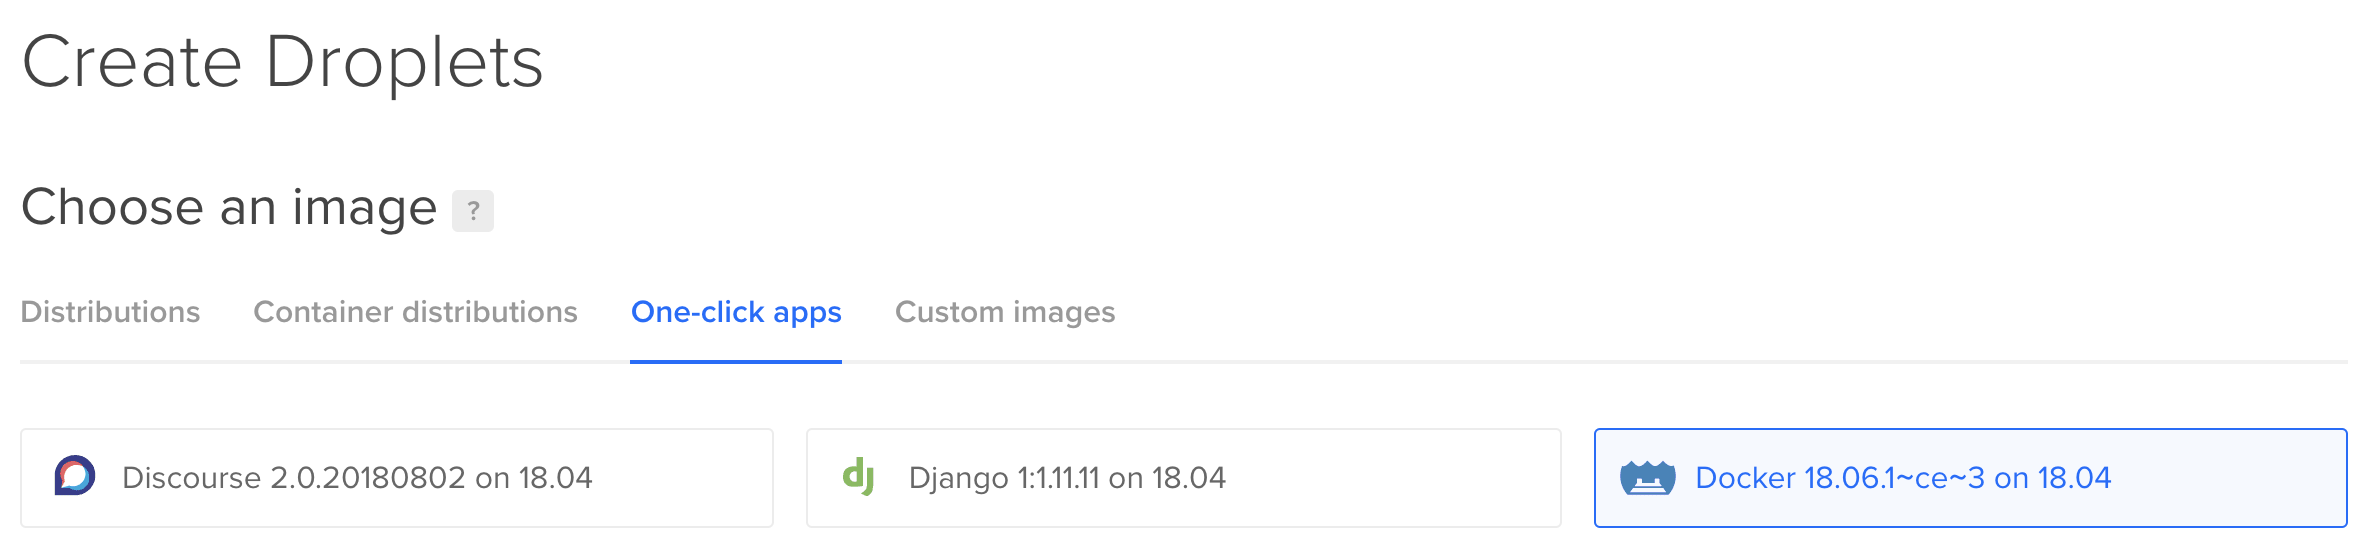 Create Droplets
Choose an image ?
Distributions Container distributions One-click apps Custom images
Discourse 2.0.20180802 on 18.04 dj Django 1:1.11.11 on 18.04 Docker 18.06.1~ce~3 on 18.04